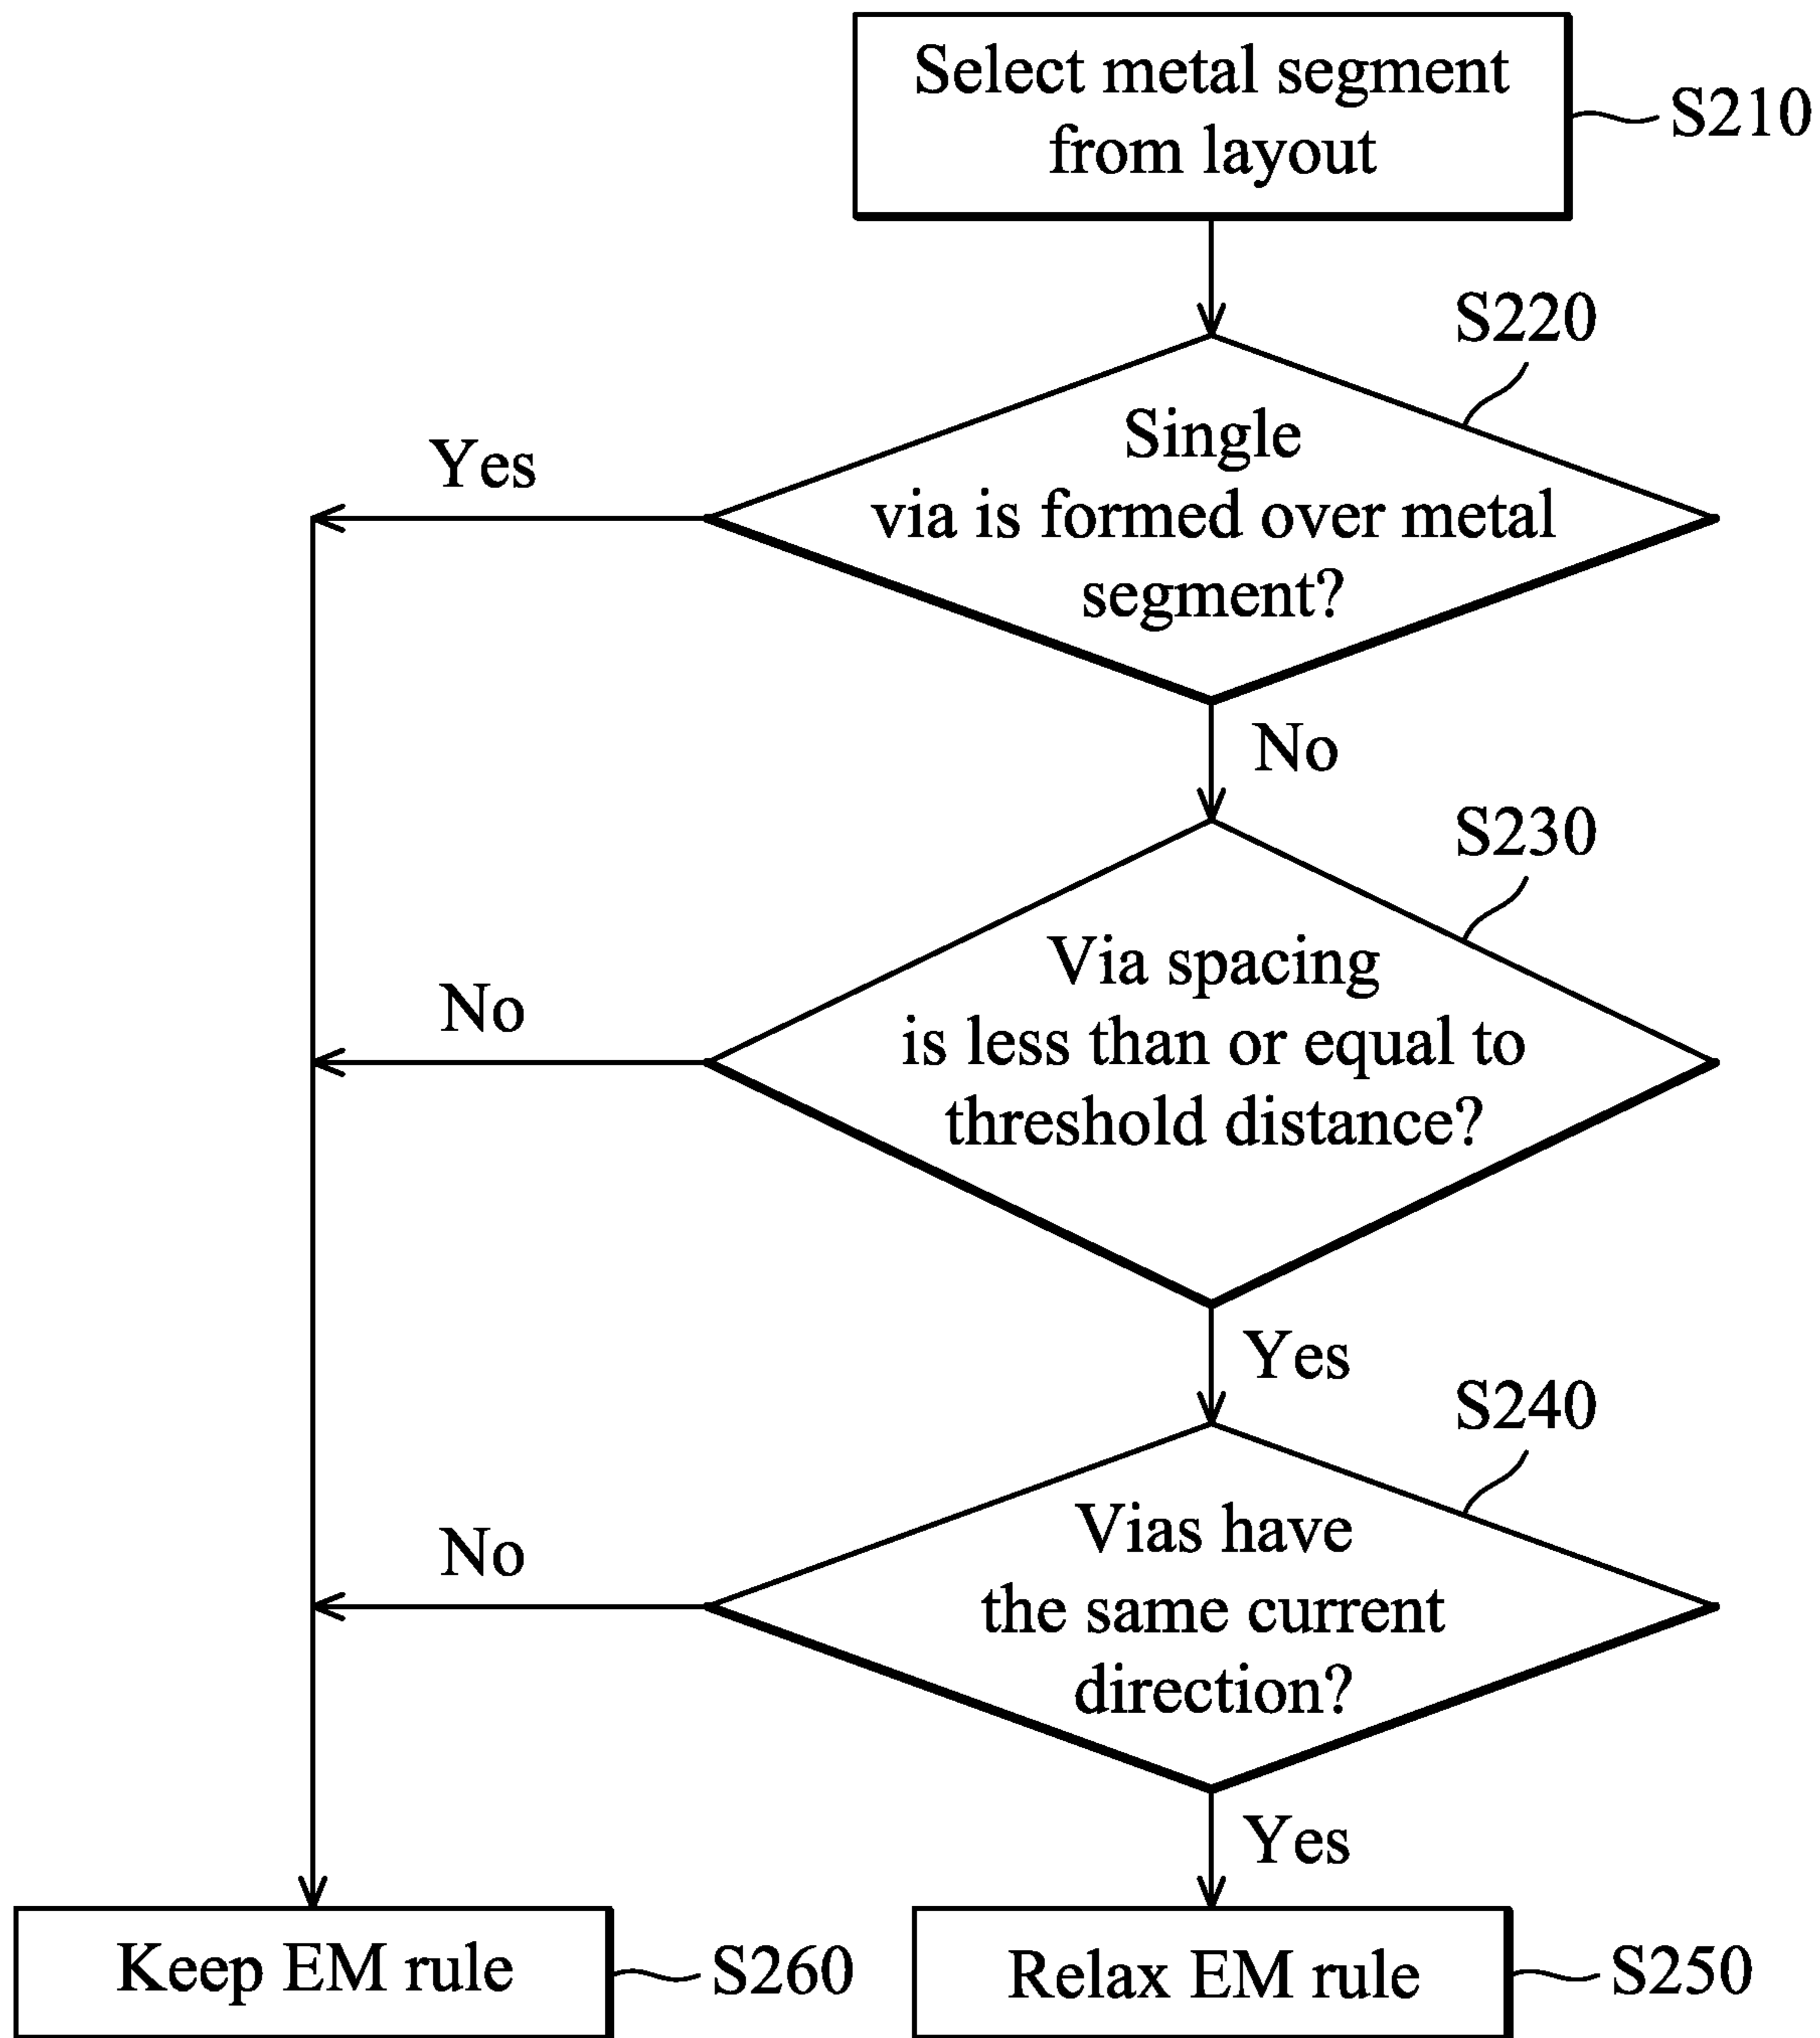 Select metal segment
from layout
S210
S220
Single
via is formed over metal
segment?
Yes
No
S230
Via spacing
is less than or equal to
threshold distance?
No
Yes
S240
Vias have
the same current
direction?
No
Yes
Keep EM rule
S260
Relax EM rule
S250